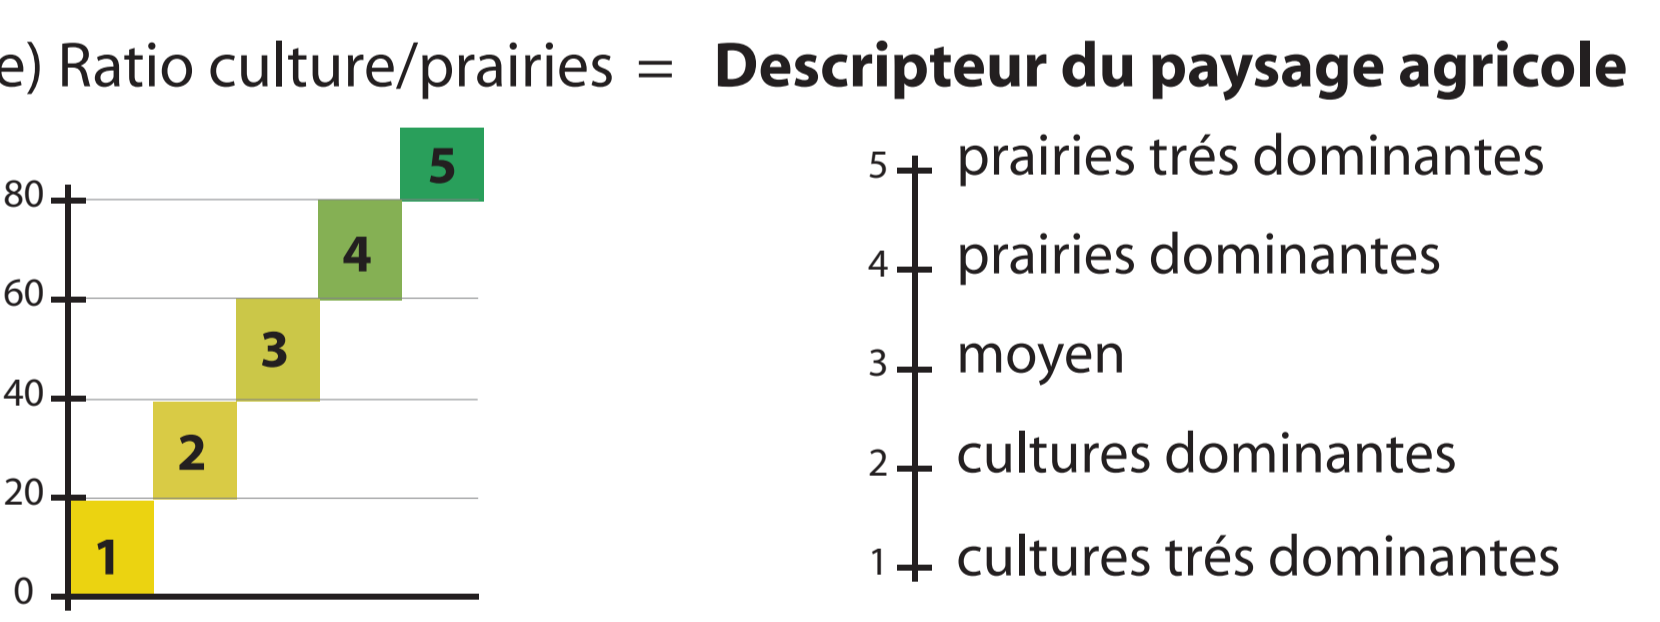 e) Ratio culture/prairies = Descripteur du paysage agricole
80
60
40
20
0
1
2
3
4
5
5 prairies trés dominantes
4 prairies dominantes
3 moyen
2 cultures dominantes
1 cultures trés dominantes